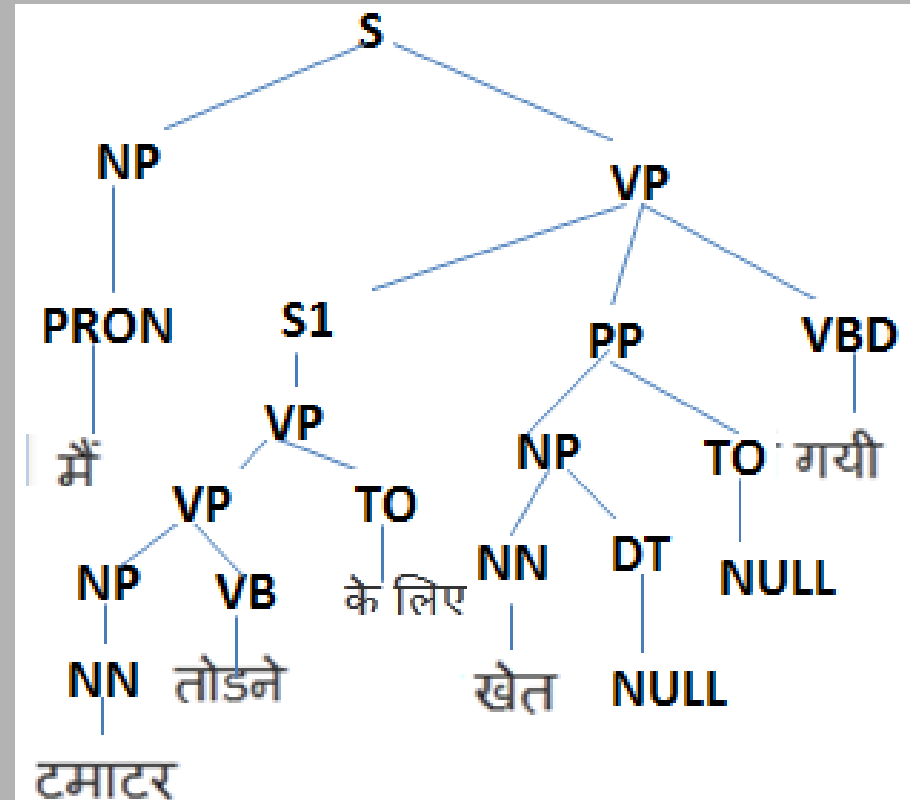 S
NP VP
PRON S1 PP VBD
मैं VP NP TO गयी
VP TO
NP VB के लिए NN DT NULL
NN तोडने खेत NULL
टमाटर